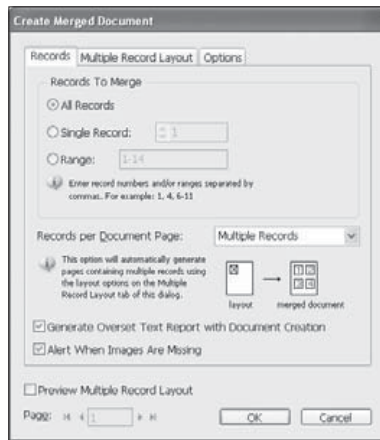 Create Merged Document
Records Multiple Record Layout Options
Records To Merge
All Records
Single Record: 1
Range: 1-14
Enter record numbers and/or ranges separated by
commas. For example: 1, 4, 6-11
Records per Document Page: Multiple Records
This option will automatically generate
pages containing multiple records using
the layout options on the Multiple
Record Layout tab of this dialog.
1 2
3 4
layout merged document
Generate Overset Text Report with Document Creation
Alert When Images Are Missing
Preview Multiple Record Layout
Page: 1 OK Cancel